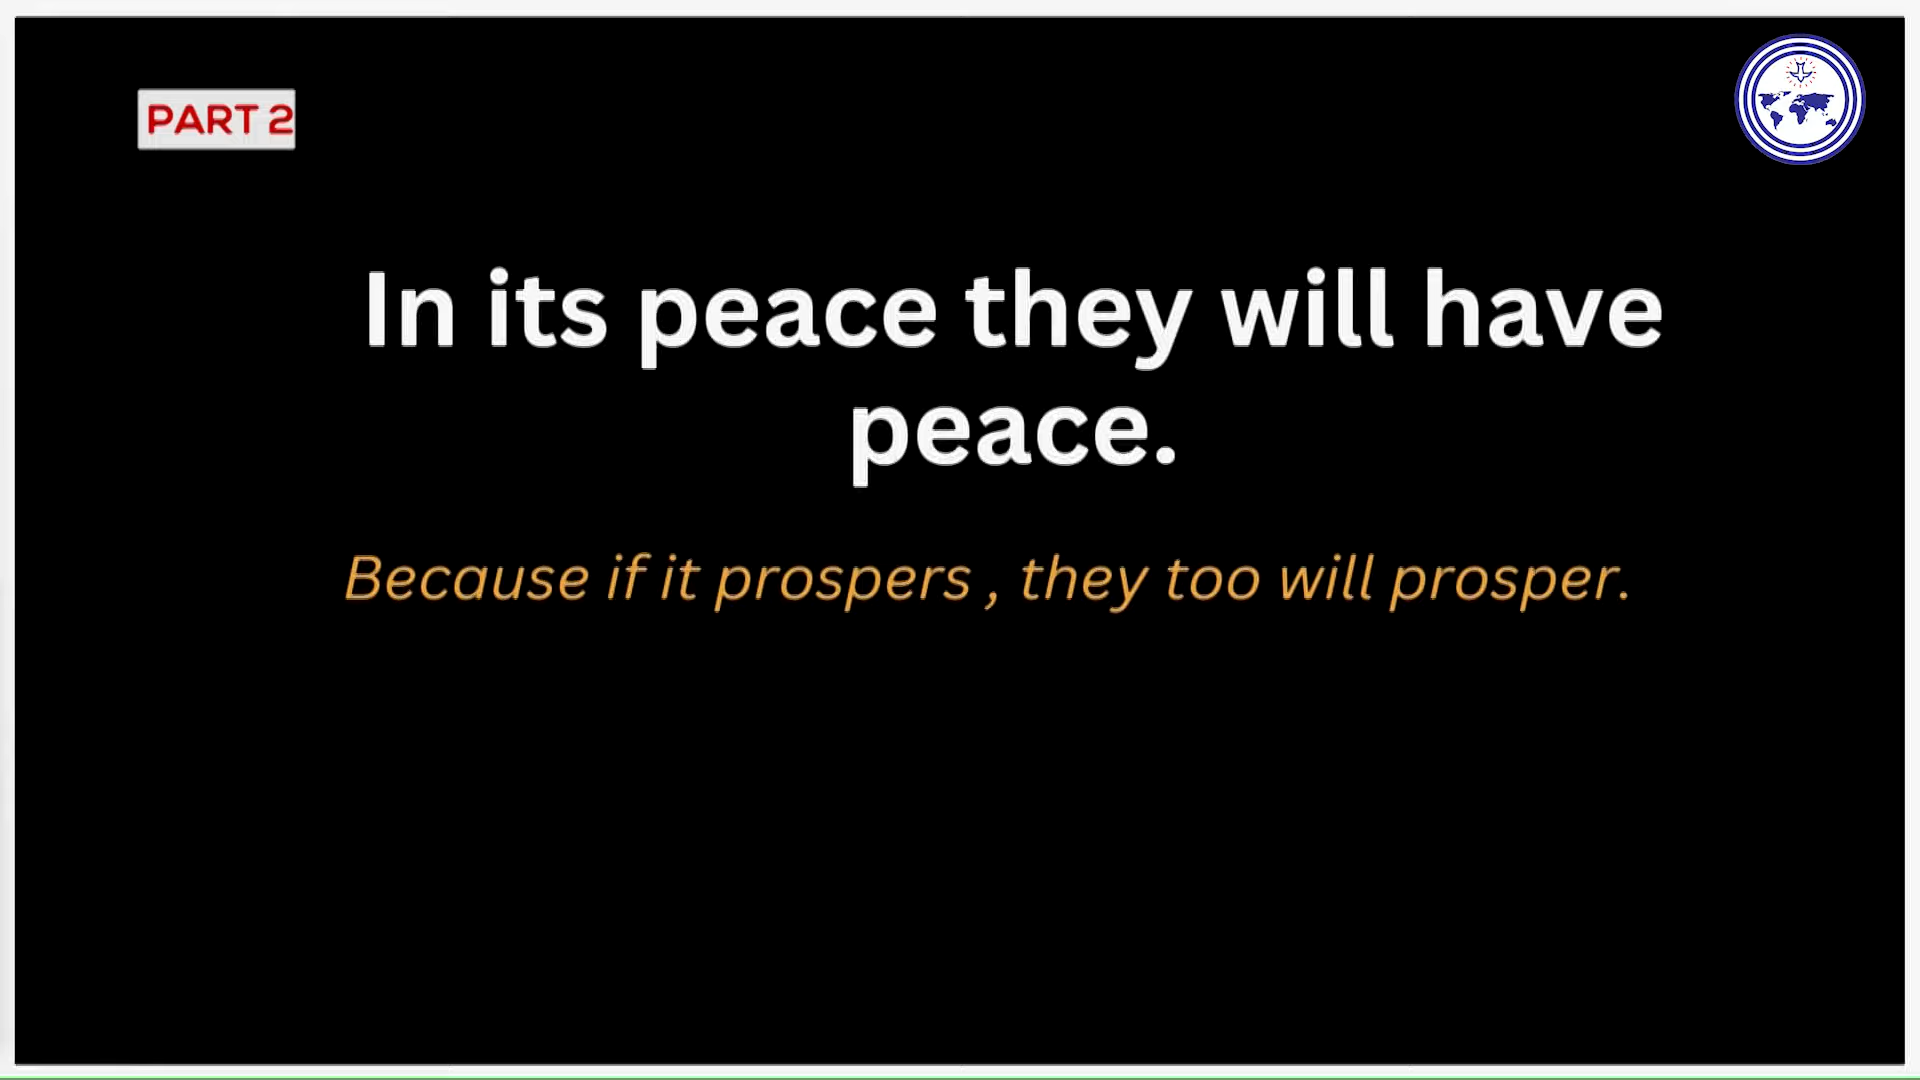 PART 2
In its peace they will have
peace.
Because if it prospers , they too will prosper.